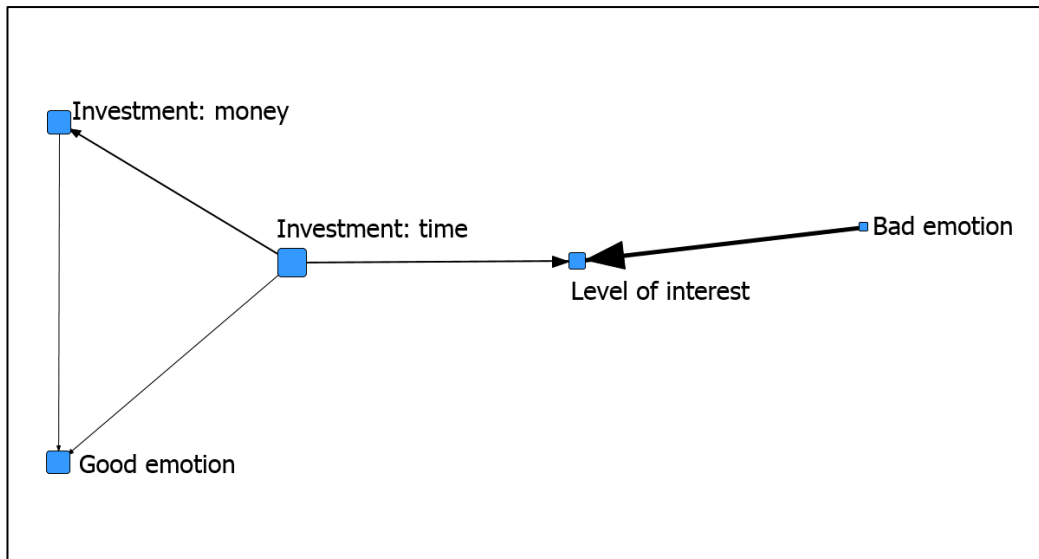 Investment: money
Investment: time
Bad emotion
Level of interest
Good emotion